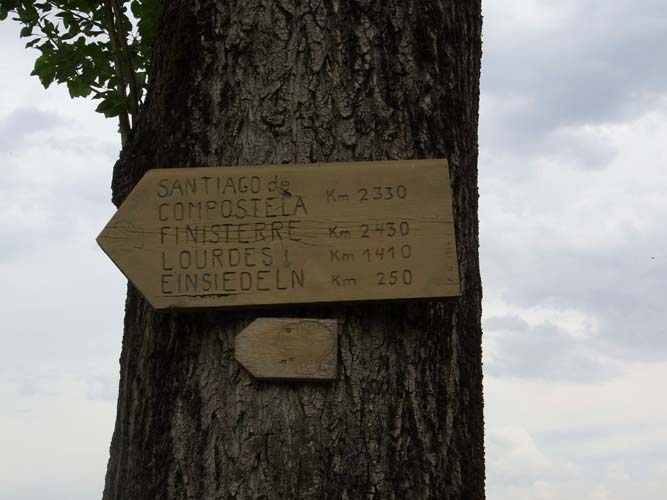 SANTIAGO de
COMPOSTELA Km 2330
FINISTERRE Km 2430
LOURDES Km 1410
EINSIEDELN Km 250